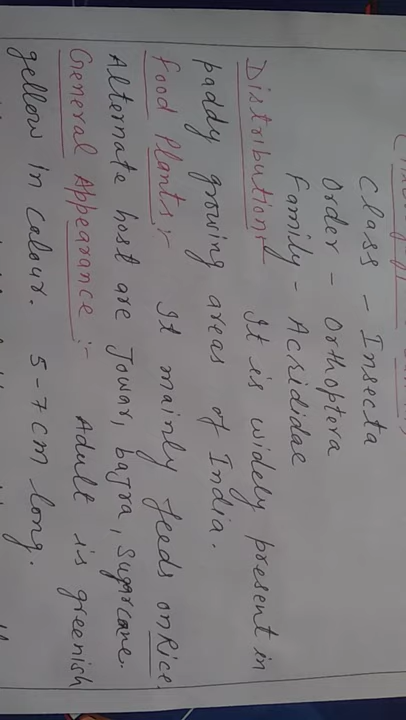 Class - Insecta
Order - Orthoptera
Family - Acrididae
Distribution:- It is widely present in
paddy growing areas of India.
Food Plants:- It mainly feeds on Rice.
Alternate host are Jowar, bajra, Sugarcane.
General Appearance:- Adult is greenish
yellow in colour. 5-7cm long.